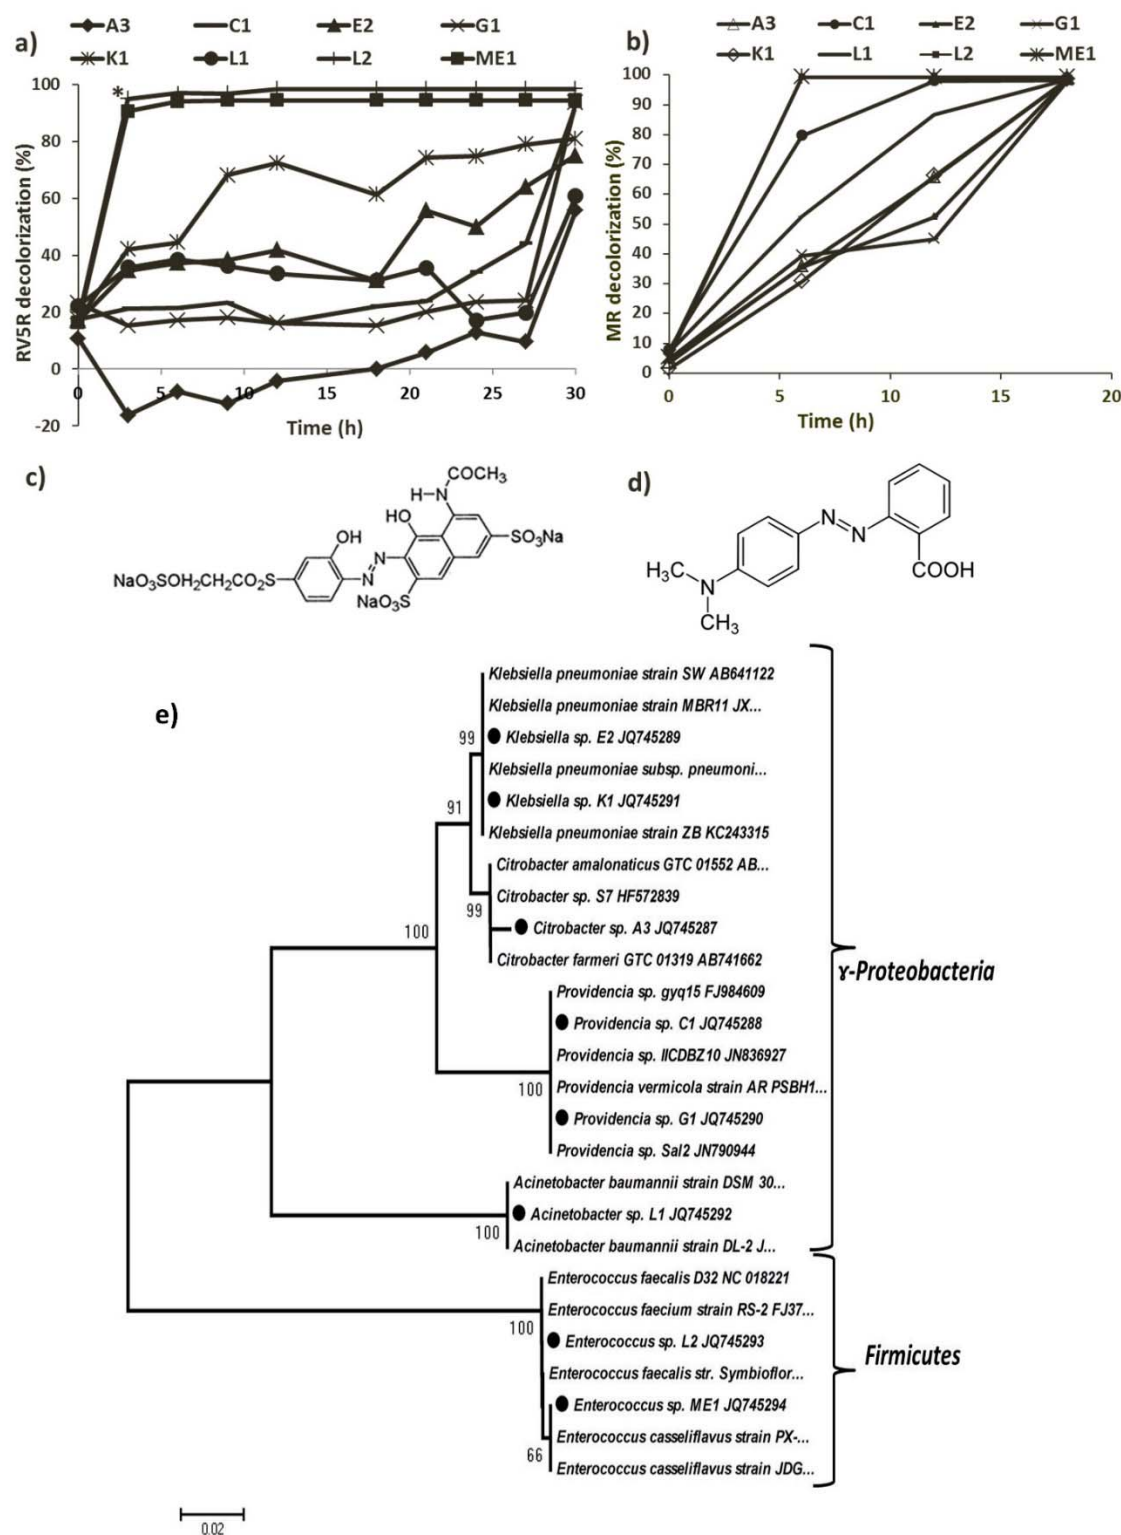 a)
A3 C1 E2 G1
K1 L1 L2 ME1
*
100
80
60
40
20
0
-20
RV5R decolorization (%)
0 5 10 15 20 25 30
Time (h)
b)
A3 C1 E2 G1
K1 L1 L2 ME1
100
90
80
70
60
50
40
30
20
10
0
MR decolorization (%)
0 5 10 15 20
Time (h)
c)
COCH3
H-N
HO
SO3Na
OH
N
N
NaO3SOH2CH2CO2S
NaO3S
d)
N
N
COOH
H3C
N
CH3
e)
Klebsiella pneumoniae strain SW AB641122
Klebsiella pneumoniae strain MBR11 JX...
99
Klebsiella sp. E2 JQ745289
Klebsiella pneumoniae subsp. pneumoni...
91
Klebsiella sp. K1 JQ745291
Klebsiella pneumoniae strain ZB KC243315
Citrobacter amalonaticus GTC 01552 AB...
Citrobacter sp. S7 HF572839
99
Citrobacter sp. A3 JQ745287
100
Citrobacter farmeri GTC 01319 AB741662
γ-Proteobacteria
Providencia sp. gyq15 FJ984609
Providencia sp. C1 JQ745288
Providencia sp. IICDBZ10 JN836927
100
Providencia vermicola strain AR PSBH1...
Providencia sp. G1 JQ745290
Providencia sp. Sal2 JN790944
Acinetobacter baumannii strain DSM 30...
Acinetobacter sp. L1 JQ745292
100
Acinetobacter baumannii strain DL-2 J...
Enterococcus faecalis D32 NC 018221
Enterococcus faecium strain RS-2 FJ37...
100
Enterococcus sp. L2 JQ745293
Firmicutes
Enterococcus faecalis str. Symbioflor...
Enterococcus sp. ME1 JQ745294
Enterococcus casseliflavus strain PX-...
66
Enterococcus casseliflavus strain JDG...
0.02